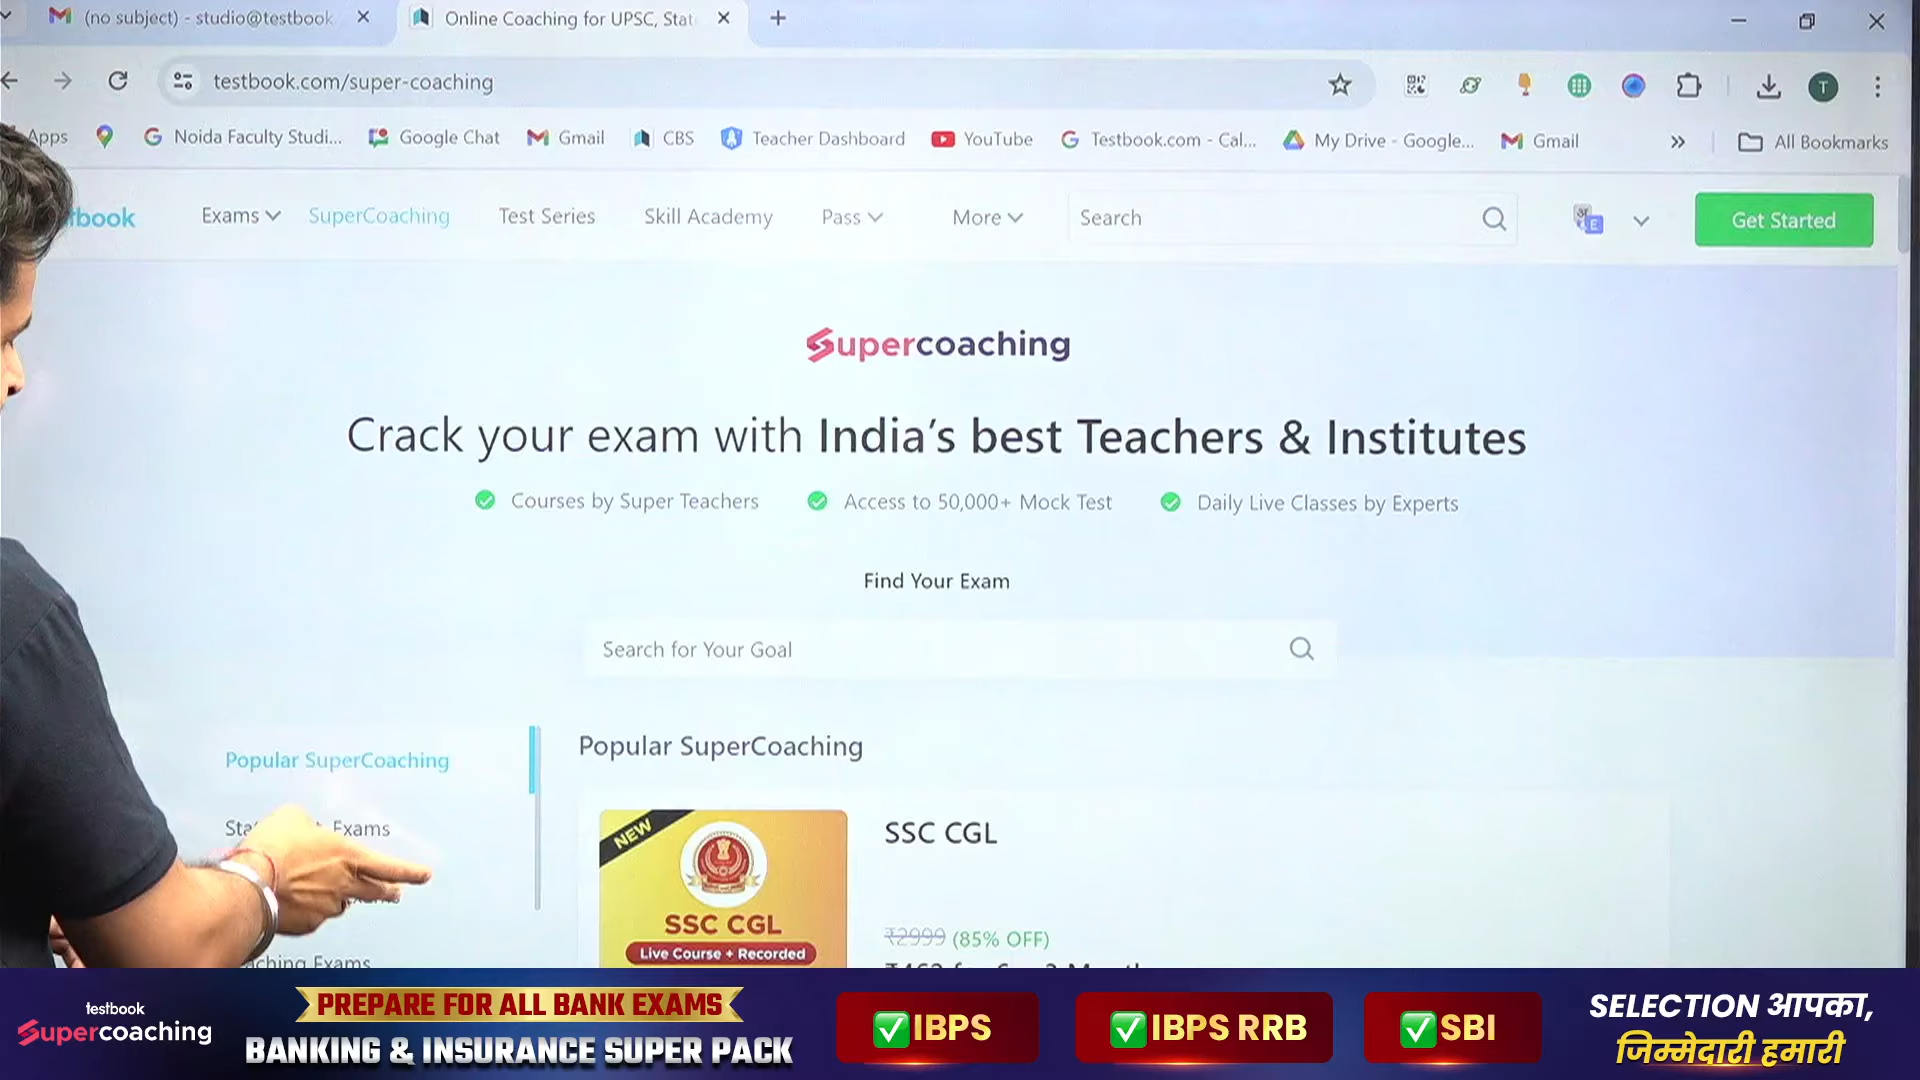 (no subject) - studio@testbook
Online Coaching for UPSC, Stat
testbook.com/super-coaching
T
Apps
Noida Faculty Studi...
Google Chat
Gmail
CBS
Teacher Dashboard
YouTube
Testbook.com - Cal...
My Drive - Google...
Gmail
All Bookmarks
tbook
Exams
SuperCoaching
Test Series
Skill Academy
Pass
More
Search
Get Started
Supercoaching
Crack your exam with India's best Teachers & Institutes
Courses by Super Teachers
Access to 50,000+ Mock Test
Daily Live Classes by Experts
Find Your Exam
Search for Your Goal
Popular SuperCoaching
Exams
ching Exams
Popular SuperCoaching
NEW
SSC CGL
Live Course + Recorded
SSC CGL
₹2999 (85% OFF)
testbook
Supercoaching
PREPARE FOR ALL BANK EXAMS
BANKING & INSURANCE SUPER PACK
IBPS
IBPS RRB
SBI
SELECTION आपका,
जिम्मेदारी हमारी